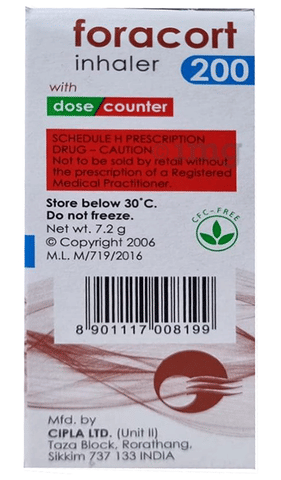 foracort
inhaler 200
with
dose counter
SCHEDULE H PRESCRIPTION
DRUG – CAUTION
Not to be sold by retail without
the prescription of a Registered
Medical Practitioner.
Store below 30°C.
Do not freeze.
Net wt. 7.2 g
© Copyright 2006
M.L. M/719/2016
CFC-FREE
8 901117 008199
Mfd. by
CIPLA LTD. (Unit II)
Taza Block, Rorathang,
Sikkim 737 133 INDIA